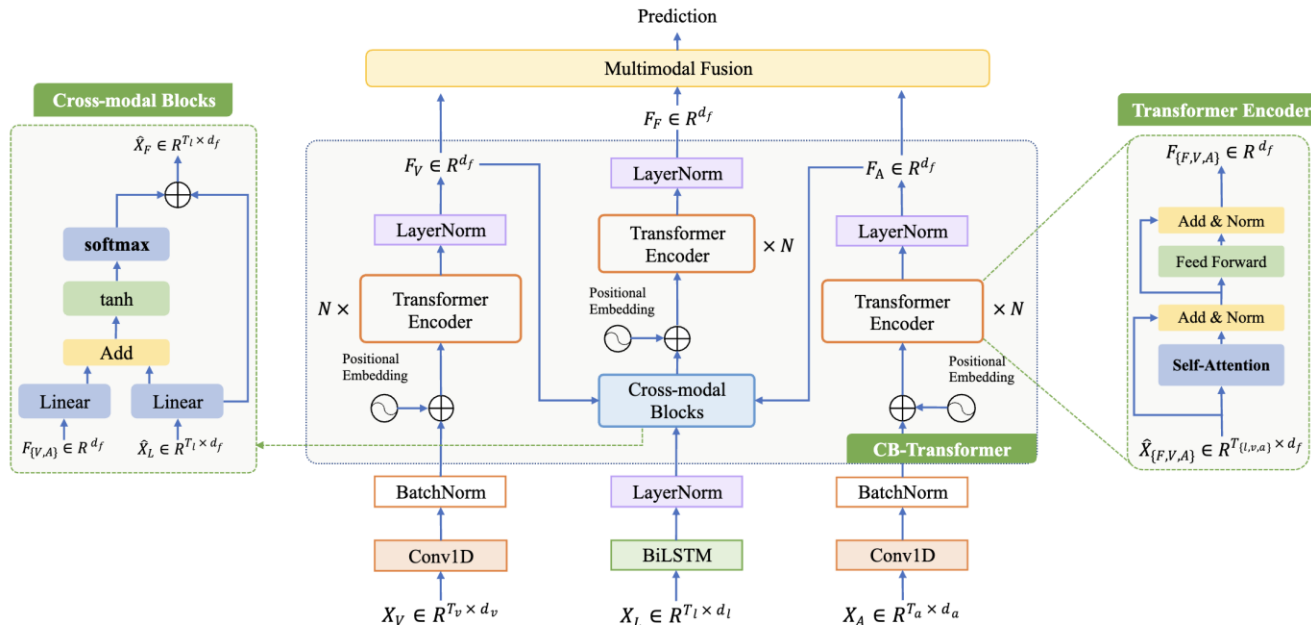 Prediction
Multimodal Fusion
Cross-modal Blocks
X̂_F ∈ R^{T_l × d_f}
softmax
tanh
Add
Linear
Linear
F_{V,A} ∈ R^{d_f}
X̂_L ∈ R^{T_l × d_f}
F_V ∈ R^{d_f}
LayerNorm
N ×
Transformer
Encoder
Positional
Embedding
BatchNorm
Conv1D
X_V ∈ R^{T_v × d_v}
F_F ∈ R^{d_f}
LayerNorm
Transformer
Encoder
× N
Positional
Embedding
Cross-modal
Blocks
LayerNorm
BiLSTM
X_L ∈ R^{T_l × d_l}
F_A ∈ R^{d_f}
LayerNorm
Transformer
Encoder
× N
Positional
Embedding
CB-Transformer
BatchNorm
Conv1D
X_A ∈ R^{T_a × d_a}
Transformer Encoder
F_{F,V,A} ∈ R^{d_f}
Add & Norm
Feed Forward
Add & Norm
Self-Attention
X̂_{F,V,A} ∈ R^{T_{l,v,a} × d_f}